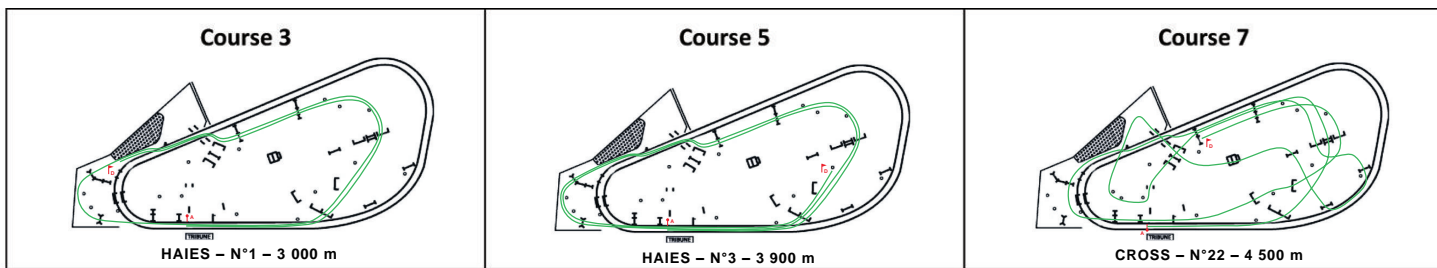 Course 3
D
A
TRIBUNE
HAIES – N°1 – 3 000 m
Course 5
D
A
TRIBUNE
HAIES – N°3 – 3 900 m
Course 7
D
A
TRIBUNE
CROSS – N°22 – 4 500 m